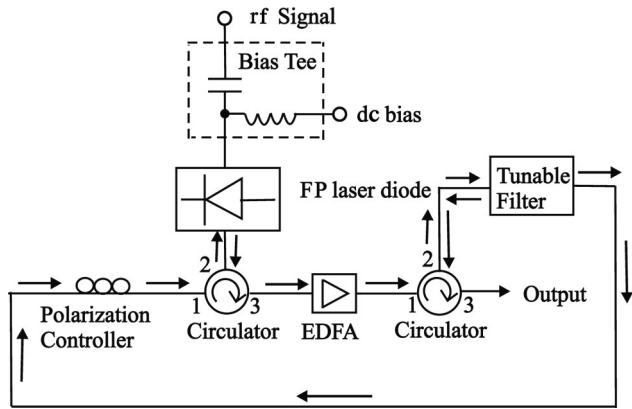 rf Signal
Bias Tee
dc bias
FP laser diode
Tunable
Filter
2
2
1
3
1
3
Polarization
Controller
Circulator
EDFA
Circulator
Output